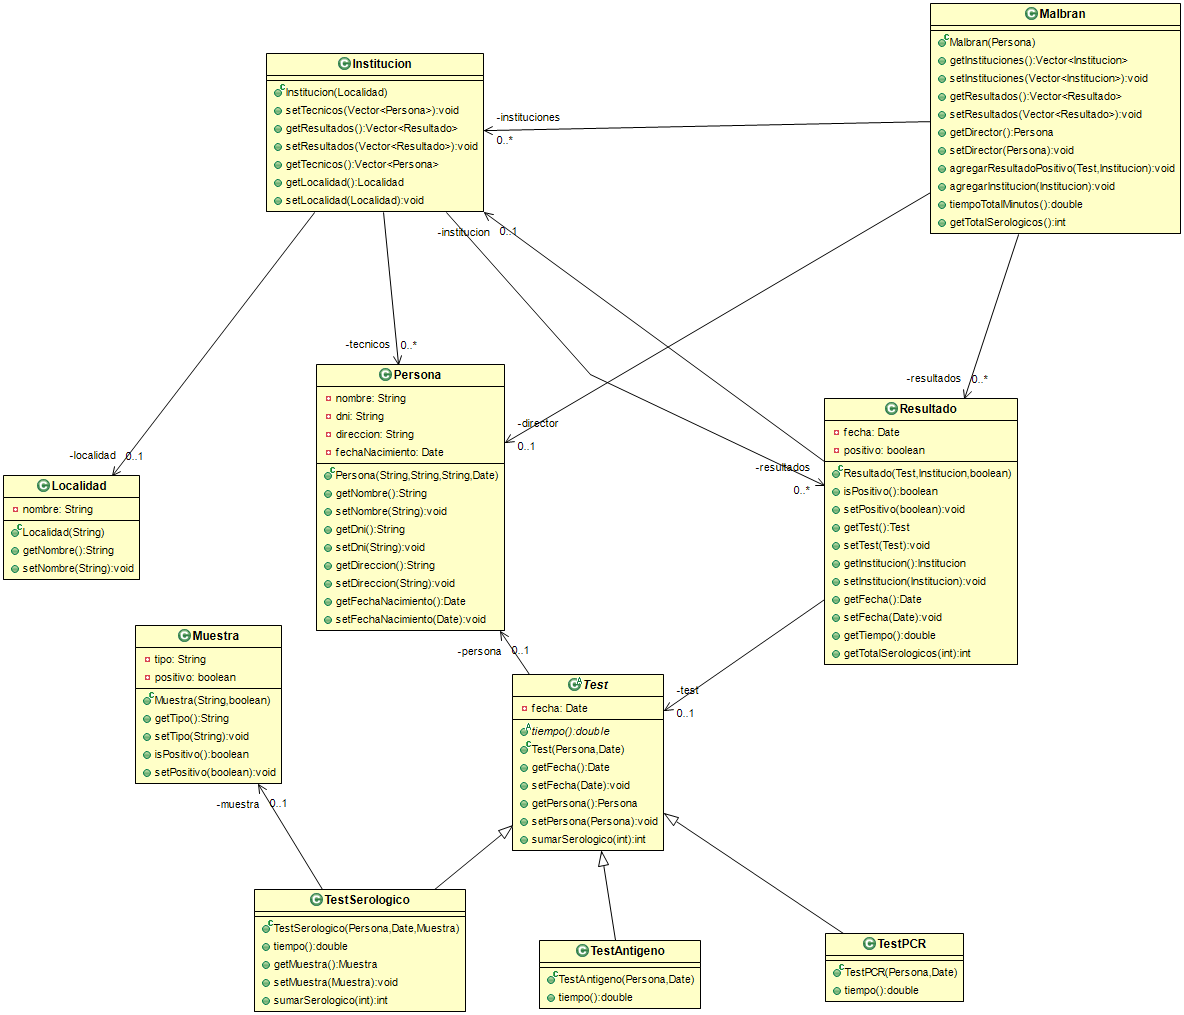 Malbran
Malbran(Persona)
getInstituciones():Vector<Institucion>
setInstituciones(Vector<Institucion>):void
getResultados():Vector<Resultado>
setResultados(Vector<Resultado>):void
getDirector():Persona
setDirector(Persona):void
agregarResultadoPositivo(Test,Institucion):void
agregarInstitucion(Institucion):void
tiempoTotalMinutos():double
getTotalSerologicos():int
Institucion
Institucion(Localidad)
setTecnicos(Vector<Persona>):void
getResultados():Vector<Resultado>
setResultados(Vector<Resultado>):void
getTecnicos():Vector<Persona>
getLocalidad():Localidad
setLocalidad(Localidad):void
-instituciones
0..*
-institucion
0..1
-tecnicos
0..*
-resultados
0..*
-director
0..1
-localidad
0..1
-resultados
0..*
Persona
nombre: String
dni: String
direccion: String
fechaNacimiento: Date
Persona(String,String,String,Date)
getNombre():String
setNombre(String):void
getDni():String
setDni(String):void
getDireccion():String
setDireccion(String):void
getFechaNacimiento():Date
setFechaNacimiento(Date):void
Resultado
fecha: Date
positivo: boolean
Resultado(Test,Institucion,boolean)
isPositivo():boolean
setPositivo(boolean):void
getTest():Test
setTest(Test):void
getInstitucion():Institucion
setInstitucion(Institucion):void
getFecha():Date
setFecha(Date):void
getTiempo():double
getTotalSerologicos(int):int
Localidad
nombre: String
Localidad(String)
getNombre():String
setNombre(String):void
Muestra
tipo: String
positivo: boolean
Muestra(String,boolean)
getTipo():String
setTipo(String):void
isPositivo():boolean
setPositivo(boolean):void
-persona
0..1
-test
0..1
Test
fecha: Date
tiempo():double
Test(Persona,Date)
getFecha():Date
setFecha(Date):void
getPersona():Persona
setPersona(Persona):void
sumarSerologico(int):int
-muestra
0..1
TestSerologico
TestSerologico(Persona,Date,Muestra)
tiempo():double
getMuestra():Muestra
setMuestra(Muestra):void
sumarSerologico(int):int
TestAntigeno
TestAntigeno(Persona,Date)
tiempo():double
TestPCR
TestPCR(Persona,Date)
tiempo():double